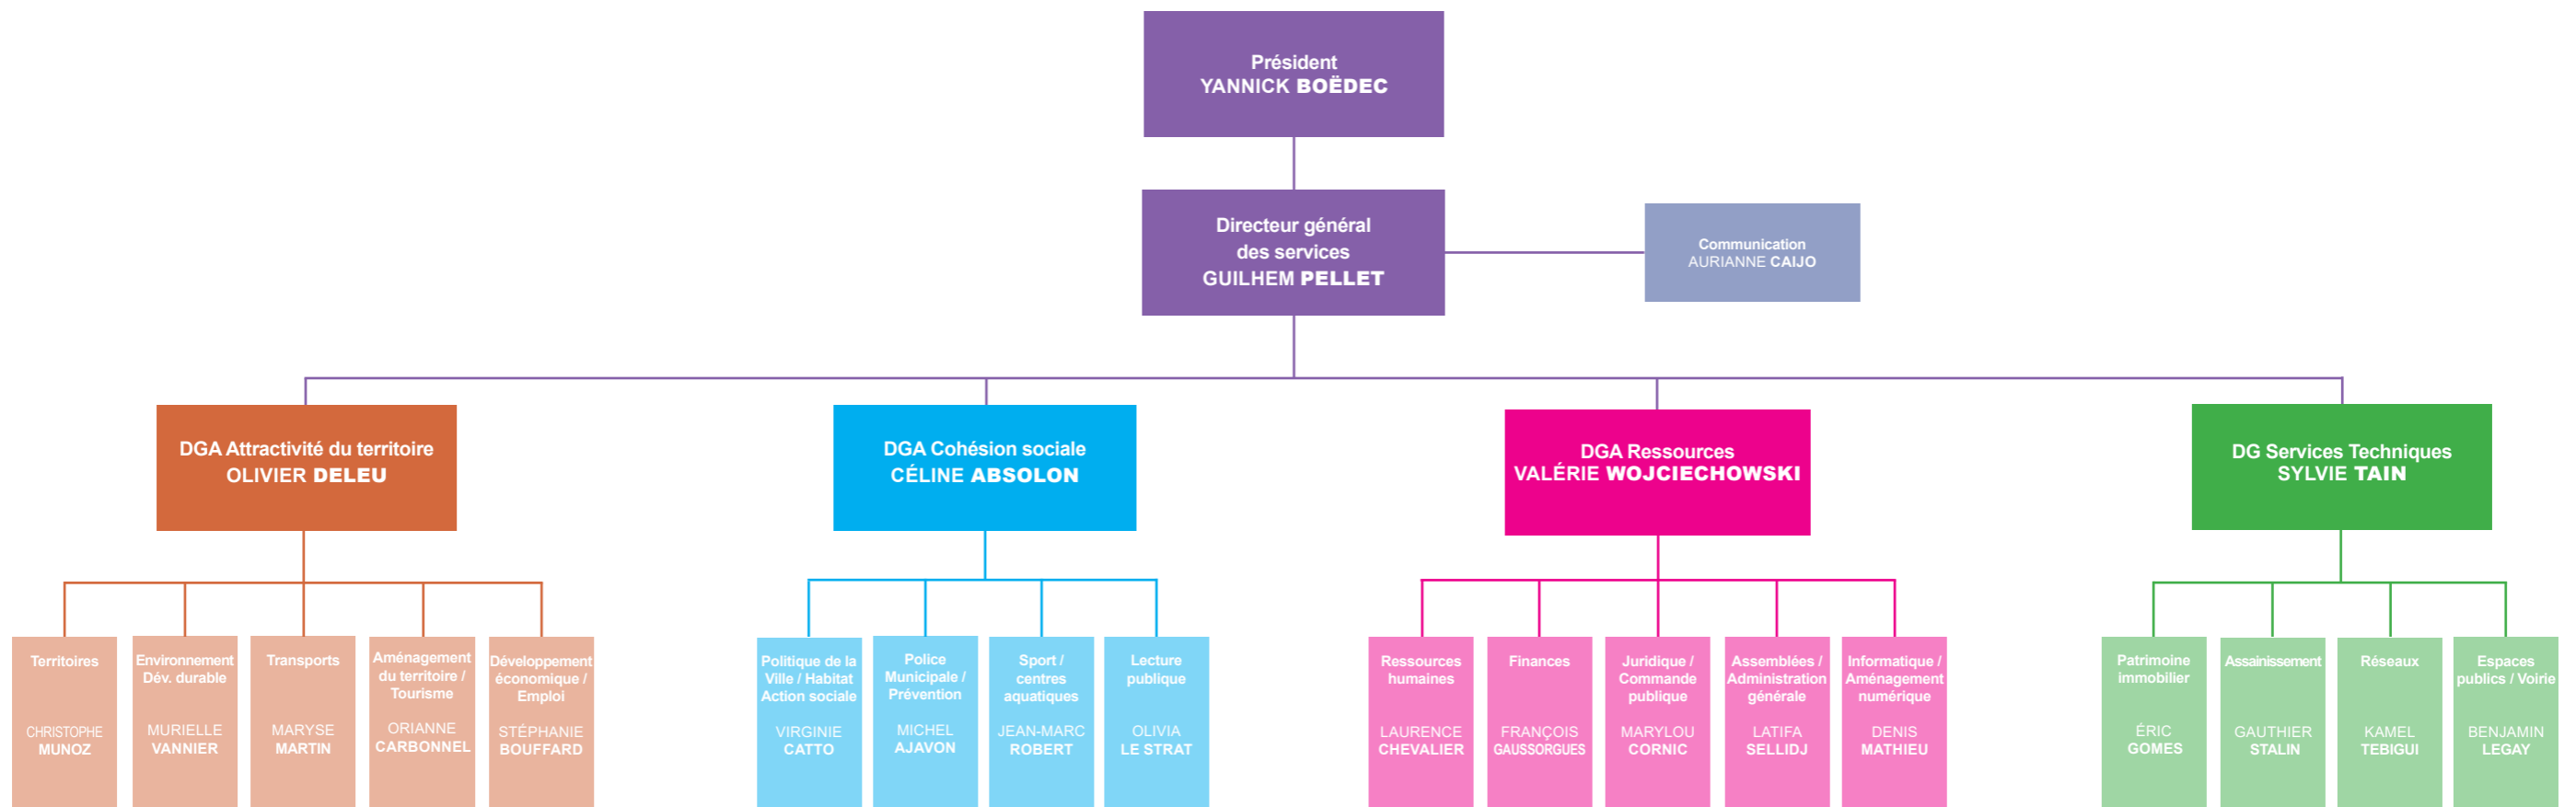 Président
YANNICK BOËDEC
Directeur général
des services
GUILHEM PELLET
Communication
AURIANNE CAIJO
DGA Attractivité du territoire
OLIVIER DELEU
DGA Cohésion sociale
CÉLINE ABSOLON
DGA Ressources
VALÉRIE WOJCIECHOWSKI
DG Services Techniques
SYLVIE TAIN
Territoires
CHRISTOPHE
MUNOZ
Environnement
Dév. durable
MURIELLE
VANNIER
Transports
MARYSE
MARTIN
Aménagement
du territoire /
Tourisme
ORIANNE
CARBONNEL
Développement
économique /
Emploi
STÉPHANIE
BOUFFARD
Politique de la
Ville / Habitat
Action sociale
VIRGINIE
CATTO
Police
Municipale /
Prévention
MICHEL
AJAVON
Sport /
centres
aquatiques
JEAN-MARC
ROBERT
Lecture
publique
OLIVIA
LE STRAT
Ressources
humaines
LAURENCE
CHEVALIER
Finances
FRANÇOIS
GAUSSORGUES
Juridique /
Commande
publique
MARYLOU
CORNIC
Assemblées /
Administration
générale
LATIFA
SELLIDJ
Informatique /
Aménagement
numérique
DENIS
MATHIEU
Patrimoine
immobilier
ÉRIC
GOMES
Assainissement
GAUTHIER
STALIN
Réseaux
KAMEL
TEBIGUI
Espaces
publics / Voirie
BENJAMIN
LEGAY